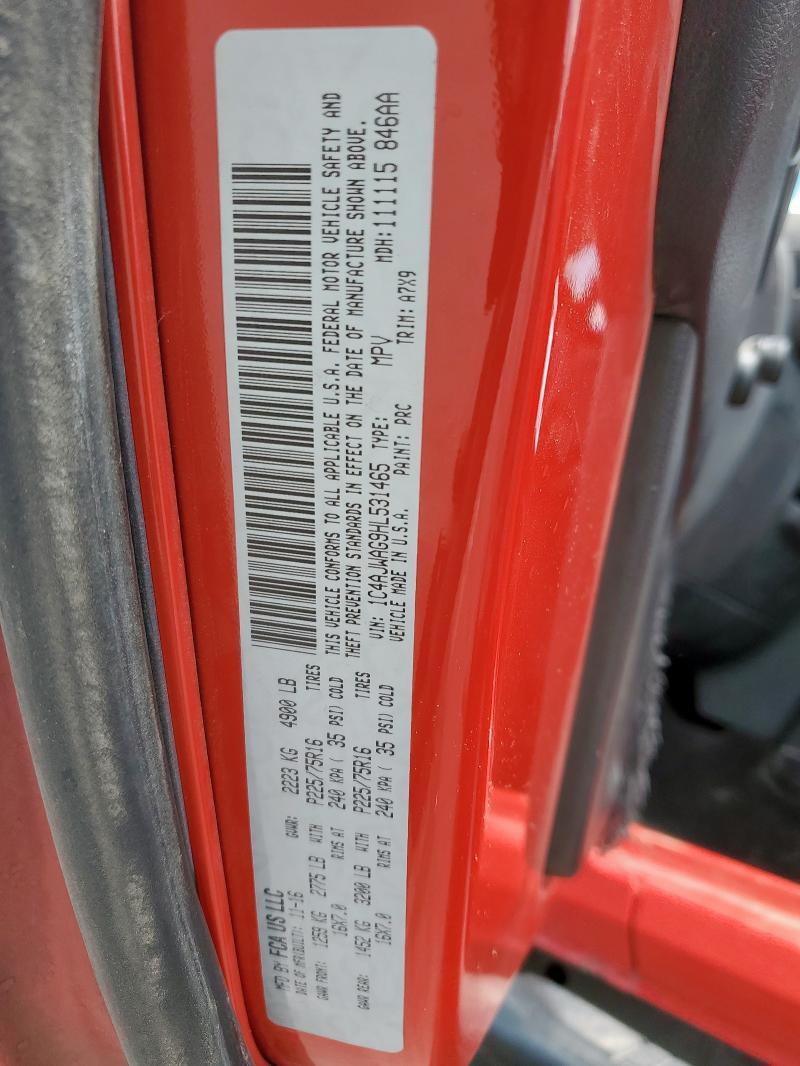 MFD BY FCA US LLC
DATE OF MFR(BUILT): 11-16 GVWR: 2223 KG 4900 LB
GAWR FRONT: 1259 KG 2775 LB WITH P225/75R16 TIRES
16X7.0 RIMS AT 240 KPA ( 35 PSI) COLD
GAWR REAR: 1452 KG 3200 LB WITH P225/75R16 TIRES
16X7.0 RIMS AT 240 KPA ( 35 PSI) COLD
THIS VEHICLE CONFORMS TO ALL APPLICABLE U.S.A. FEDERAL MOTOR VEHICLE SAFETY AND
THEFT PREVENTION STANDARDS IN EFFECT ON THE DATE OF MANUFACTURE SHOWN ABOVE.
VIN: 1C4AJWAG9HL531465 TYPE: MPV MDH:111115 846AA
VEHICLE MADE IN U.S.A. PAINT: PRC TRIM: A7X9